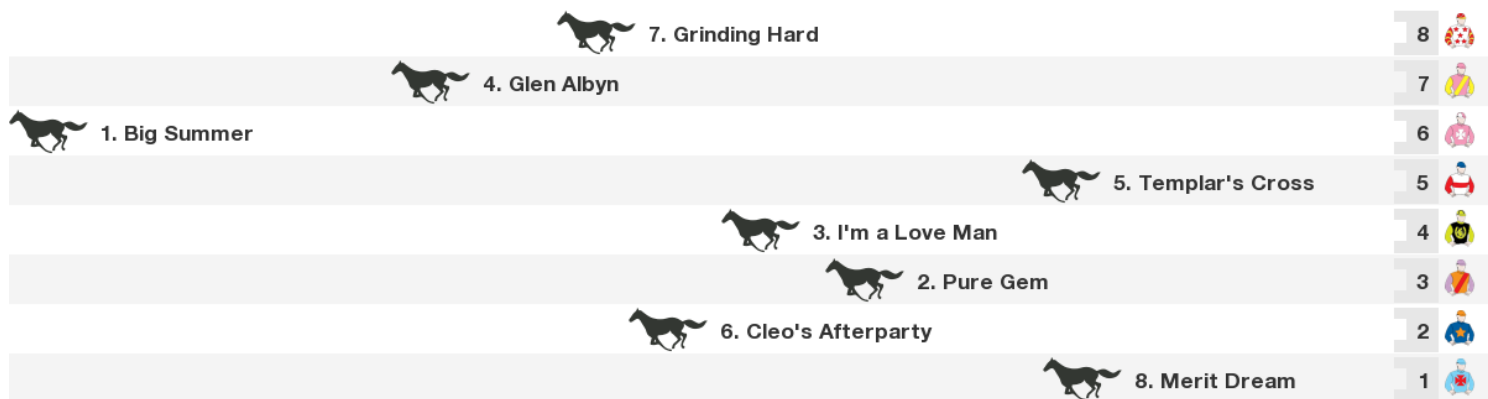 7. Grinding Hard 8
4. Glen Albyn 7
1. Big Summer 6
5. Templar's Cross 5
3. I'm a Love Man 4
2. Pure Gem 3
6. Cleo's Afterparty 2
8. Merit Dream 1